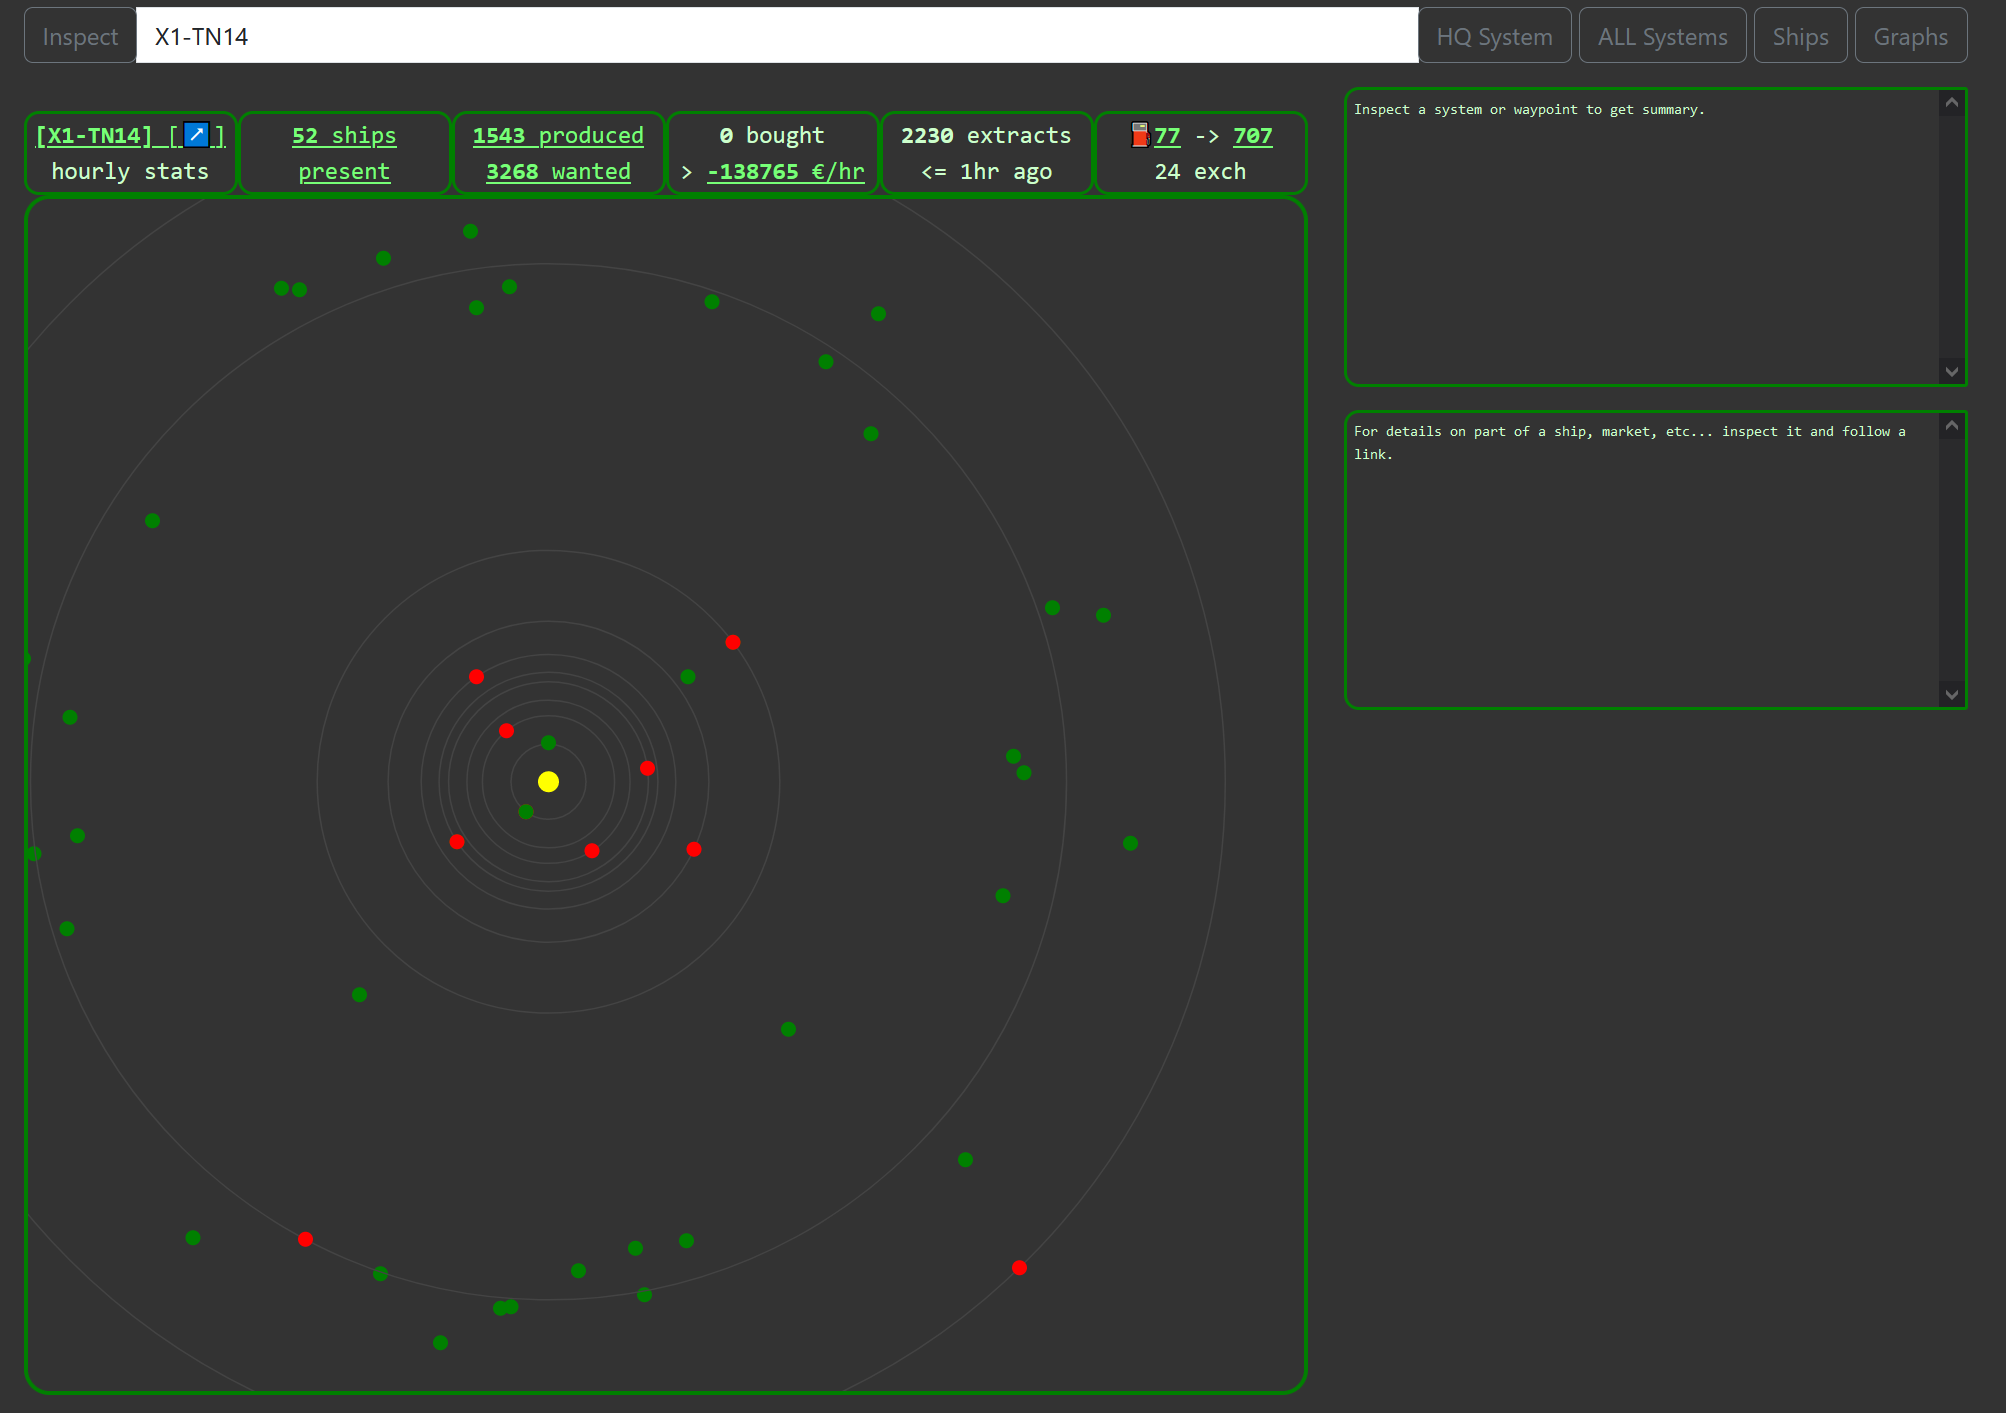 Inspect X1-TN14 HQ System ALL Systems Ships Graphs
[X1-TN14] [↗]
hourly stats
52 ships
present
1543 produced
3268 wanted
0 bought
> -138765 €/hr
2230 extracts
<= 1hr ago
⛽77 -> 707
24 exch
Inspect a system or waypoint to get summary.
For details on part of a ship, market, etc... inspect it and follow a
link.